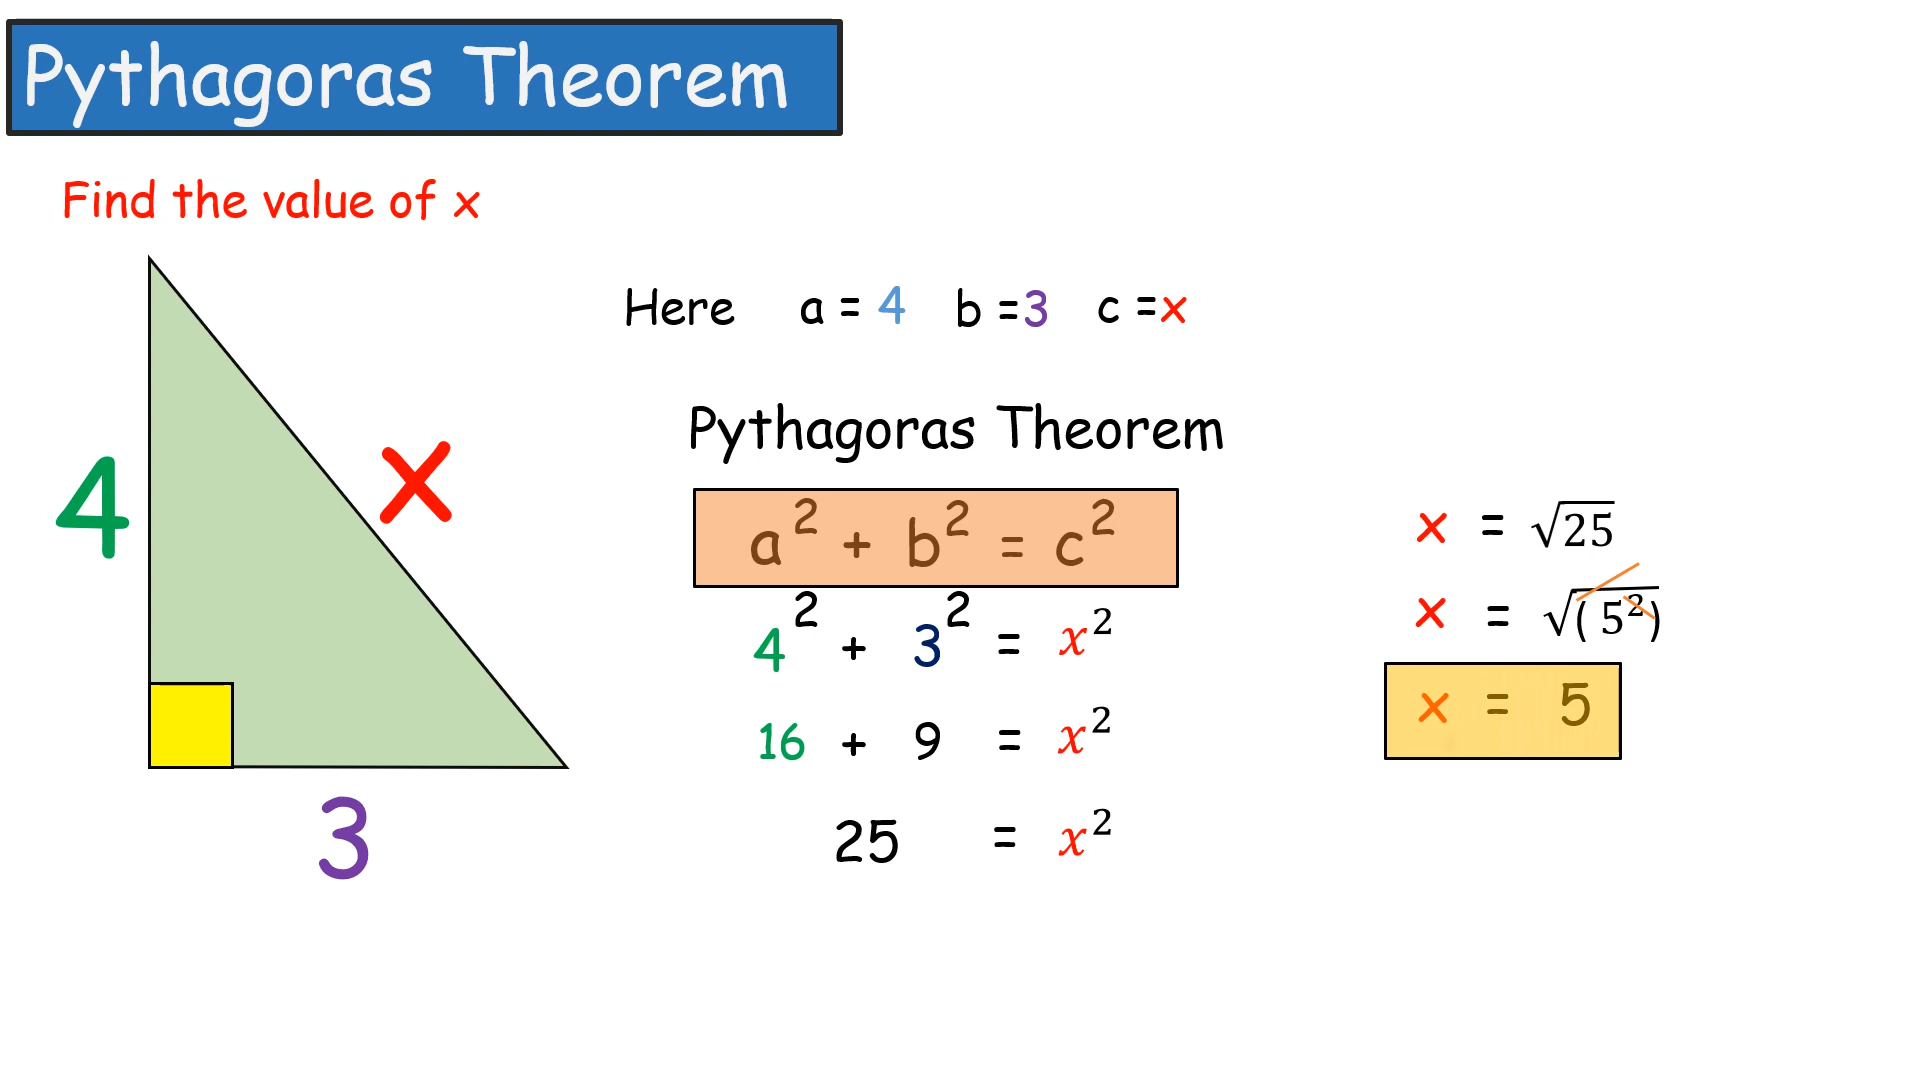 Pythagoras Theorem
Find the value of x
4
x
3
Here a = 4 b =3 c =x
Pythagoras Theorem
a² + b² = c²
4² + 3² = x²
16 + 9 = x²
25 = x²
x = √25
x = √( 5²)
x = 5